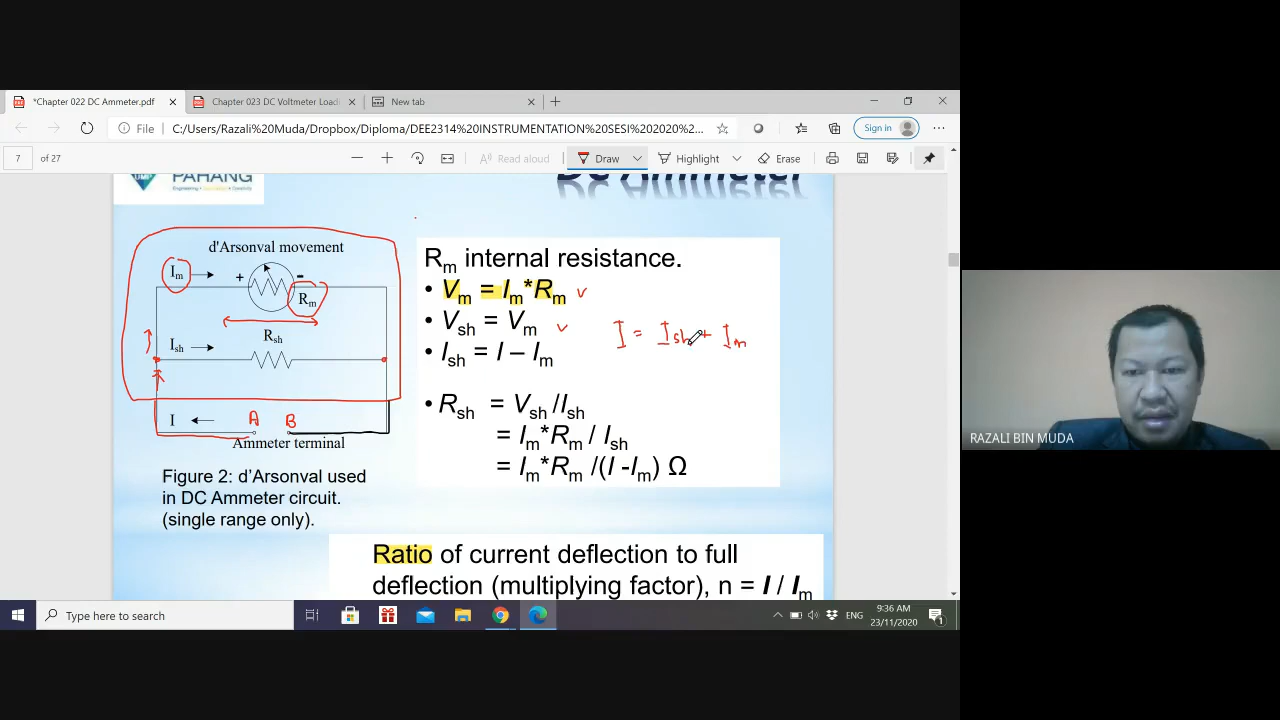 *Chapter 022 DC Ammeter.pdf
Chapter 023 DC Voltmeter Loadi
New tab
File
C:/Users/Razali%20Muda/Dropbox/Diploma/DEE2314%20INSTRUMENTATION%20SESI%202020%2...
Sign in
7
of 27
Read aloud
Draw
Highlight
Erase
PAHANG
DC Ammeter
d'Arsonval movement
Im
+
-
Rm
Rsh
Ish
I
A
B
Ammeter terminal
Figure 2: d'Arsonval used
in DC Ammeter circuit.
(single range only).
Rm internal resistance.
• Vm = Im*Rm
• Vsh = Vm
I = Ish + Im
• Ish = I – Im
• Rsh = Vsh /Ish
= Im*Rm / Ish
= Im*Rm /(I -Im) Ω
Ratio of current deflection to full
deflection (multiplying factor), n = I / Im
RAZALI BIN MUDA
Type here to search
ENG
9:36 AM
23/11/2020
1